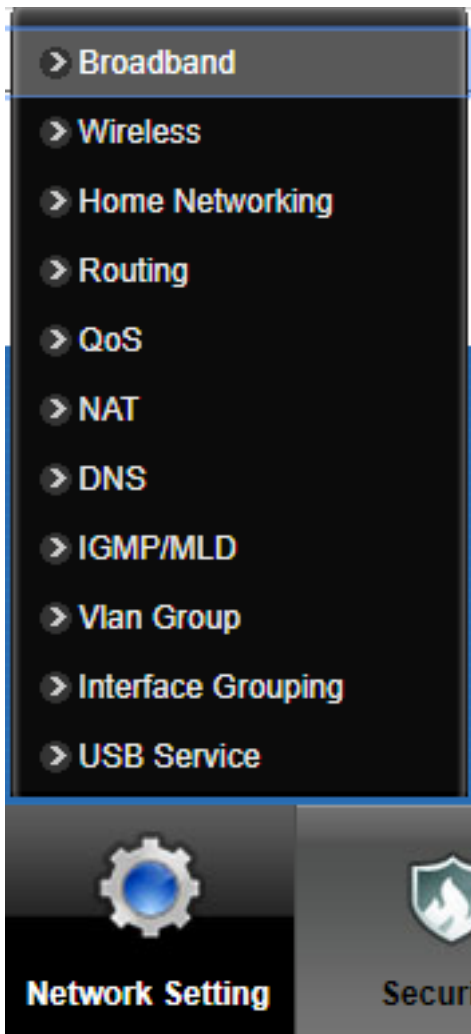 Broadband
Wireless
Home Networking
Routing
QoS
NAT
DNS
IGMP/MLD
Vlan Group
Interface Grouping
USB Service
Network Setting